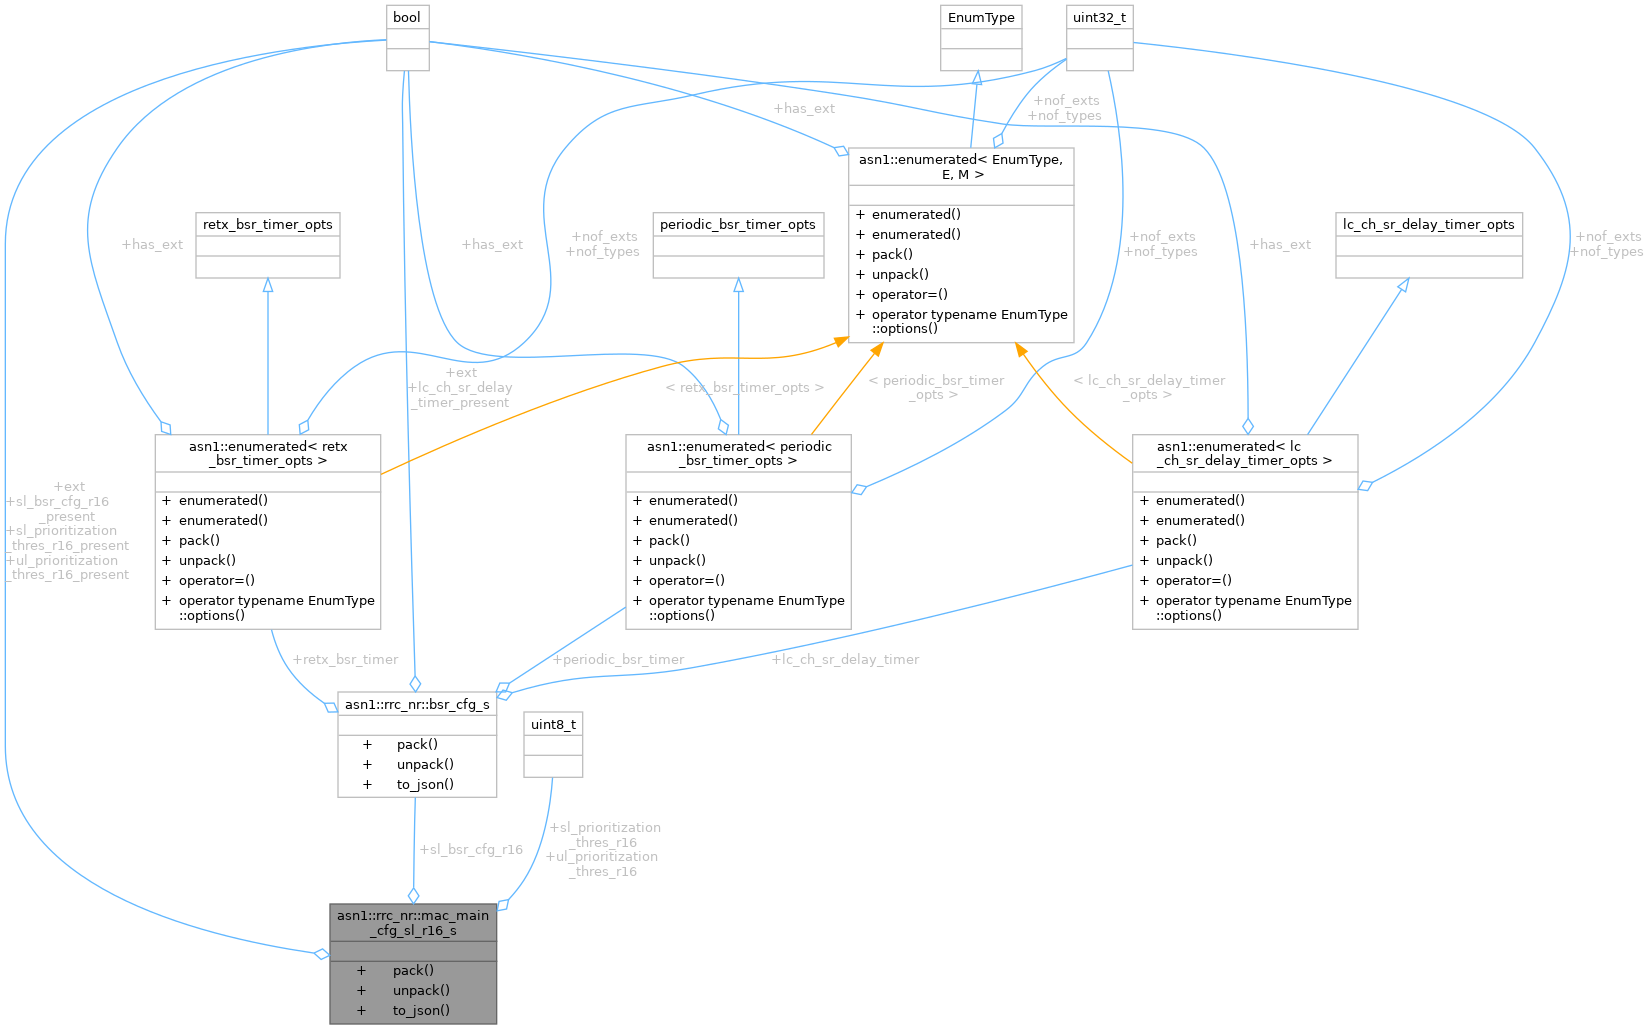 bool
EnumType
uint32_t
+has_ext
+nof_exts
+nof_types
asn1::enumerated< EnumType,
E, M >
+ enumerated()
+ enumerated()
+ pack()
+ unpack()
+ operator=()
+ operator typename EnumType
::options()
retx_bsr_timer_opts
periodic_bsr_timer_opts
lc_ch_sr_delay_timer_opts
+has_ext
+has_ext
+nof_exts
+nof_types
+nof_exts
+nof_types
+has_ext
+nof_exts
+nof_types
+ext
+lc_ch_sr_delay
_timer_present
< retx_bsr_timer_opts >
< periodic_bsr_timer
_opts >
< lc_ch_sr_delay_timer
_opts >
asn1::enumerated< retx
_bsr_timer_opts >
+ enumerated()
+ enumerated()
+ pack()
+ unpack()
+ operator=()
+ operator typename EnumType
::options()
asn1::enumerated< periodic
_bsr_timer_opts >
+ enumerated()
+ enumerated()
+ pack()
+ unpack()
+ operator=()
+ operator typename EnumType
::options()
asn1::enumerated< lc
_ch_sr_delay_timer_opts >
+ enumerated()
+ enumerated()
+ pack()
+ unpack()
+ operator=()
+ operator typename EnumType
::options()
+ext
+sl_bsr_cfg_r16
_present
+sl_prioritization
_thres_r16_present
+ul_prioritization
_thres_r16_present
+retx_bsr_timer
+periodic_bsr_timer
+lc_ch_sr_delay_timer
asn1::rrc_nr::bsr_cfg_s
+ pack()
+ unpack()
+ to_json()
uint8_t
+sl_bsr_cfg_r16
+sl_prioritization
_thres_r16
+ul_prioritization
_thres_r16
asn1::rrc_nr::mac_main
_cfg_sl_r16_s
+ pack()
+ unpack()
+ to_json()